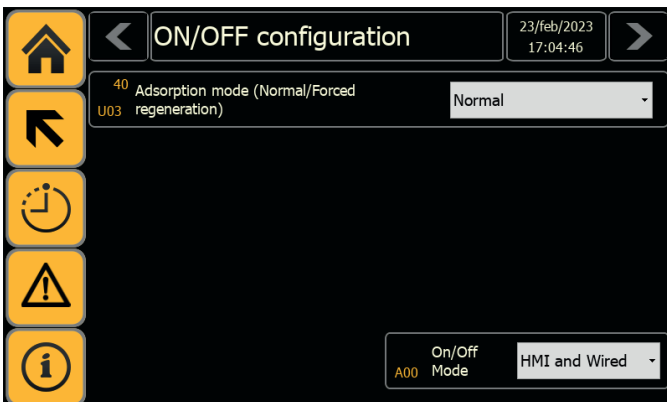 ON/OFF configuration
23/feb/2023
17:04:46
40 Adsorption mode (Normal/Forced
U03 regeneration)
Normal
On/Off
A00 Mode
HMI and Wired
i